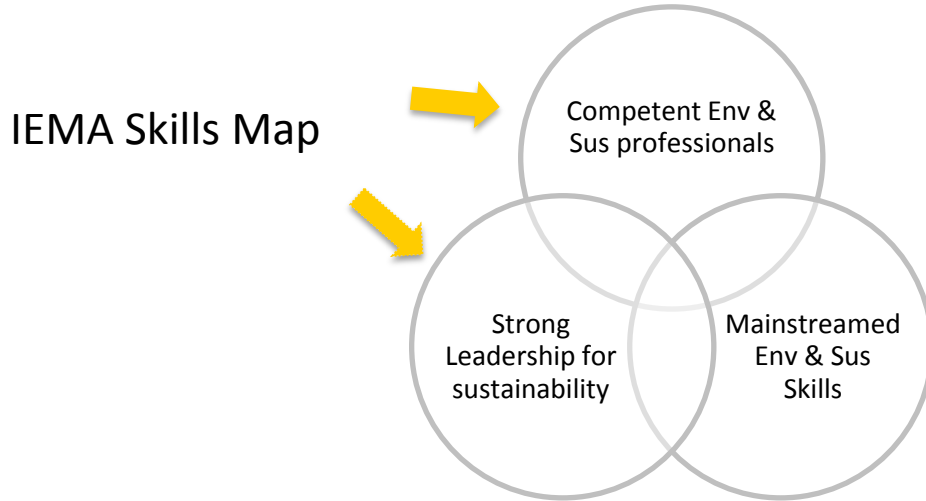 IEMA Skills Map
Competent Env &
Sus professionals
Strong
Leadership for
sustainability
Mainstreamed
Env & Sus
Skills